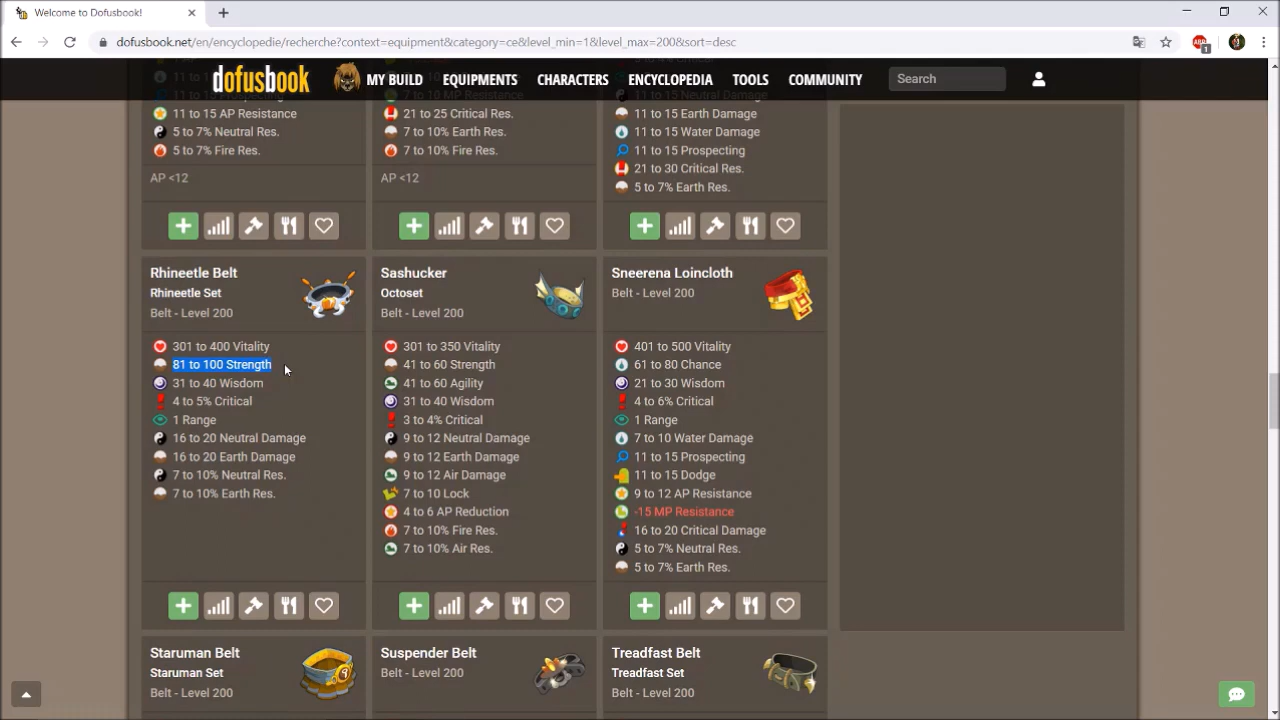 Welcome to Dofusbook!
dofusbook.net/en/encyclopedie/recherche?context=equipment&category=ce&level_min=1&level_max=200&sort=desc
ABP
1
dofusbook
MY BUILD
EQUIPMENTS
CHARACTERS
ENCYCLOPEDIA
TOOLS
COMMUNITY
Search
11 to 15 AP Resistance
5 to 7% Neutral Res.
5 to 7% Fire Res.
AP <12
7 to 10 MP Resistance
21 to 25 Critical Res.
7 to 10% Earth Res.
7 to 10% Fire Res.
AP <12
11 to 15 Neutral Damage
11 to 15 Earth Damage
11 to 15 Water Damage
11 to 15 Prospecting
21 to 30 Critical Res.
5 to 7% Earth Res.
Rhineetle Belt
Rhineetle Set
Belt - Level 200
301 to 400 Vitality
81 to 100 Strength
31 to 40 Wisdom
4 to 5% Critical
1 Range
16 to 20 Neutral Damage
16 to 20 Earth Damage
7 to 10% Neutral Res.
7 to 10% Earth Res.
Sashucker
Octoset
Belt - Level 200
301 to 350 Vitality
41 to 60 Strength
41 to 60 Agility
31 to 40 Wisdom
3 to 4% Critical
9 to 12 Neutral Damage
9 to 12 Earth Damage
9 to 12 Air Damage
7 to 10 Lock
4 to 6 AP Reduction
7 to 10% Fire Res.
7 to 10% Air Res.
Sneerena Loincloth
Belt - Level 200
401 to 500 Vitality
61 to 80 Chance
21 to 30 Wisdom
4 to 6% Critical
1 Range
7 to 10 Water Damage
11 to 15 Prospecting
11 to 15 Dodge
9 to 12 AP Resistance
-15 MP Resistance
16 to 20 Critical Damage
5 to 7% Neutral Res.
5 to 7% Earth Res.
Staruman Belt
Staruman Set
Belt - Level 200
Suspender Belt
Belt - Level 200
Treadfast Belt
Treadfast Set
Belt - Level 200